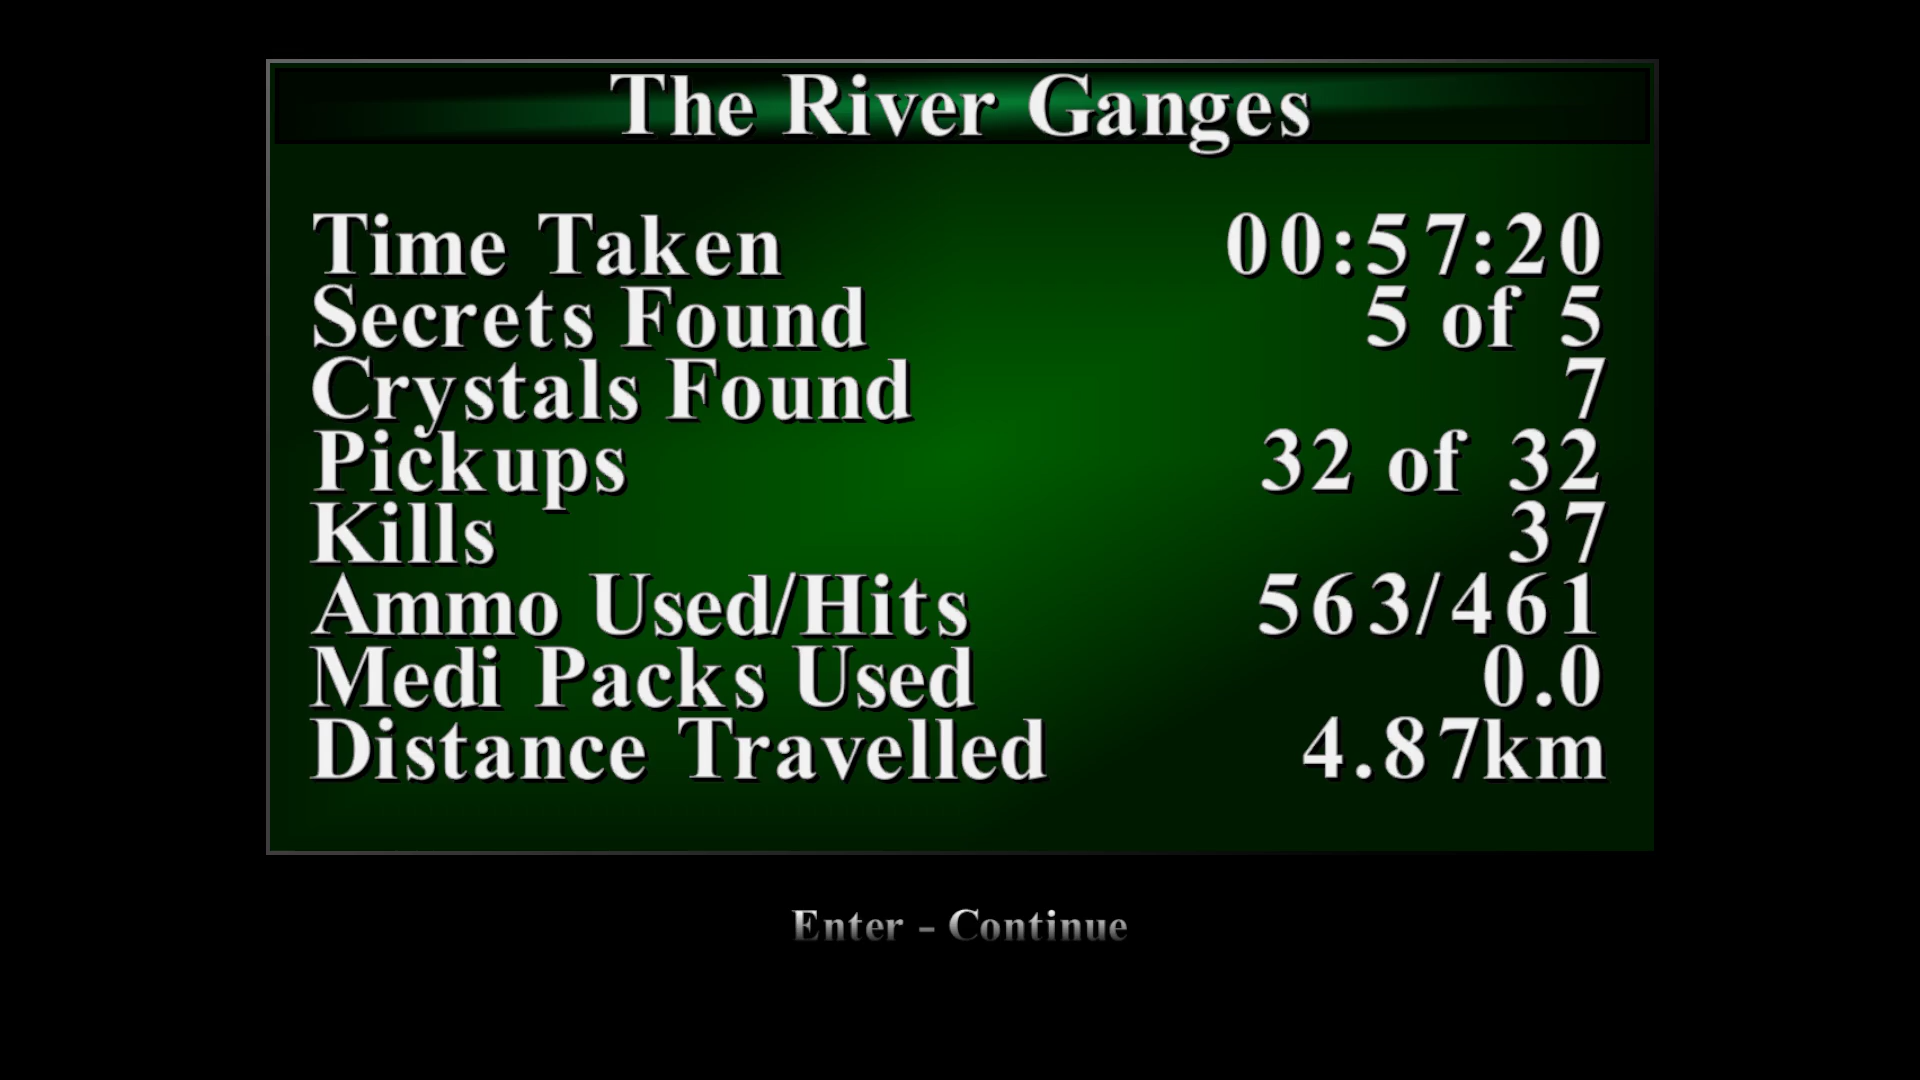 The River Ganges
Time Taken 00:57:20
Secrets Found 5 of 5
Crystals Found 7
Pickups 32 of 32
Kills 37
Ammo Used/Hits 563/461
Medi Packs Used 0.0
Distance Travelled 4.87km
Enter - Continue